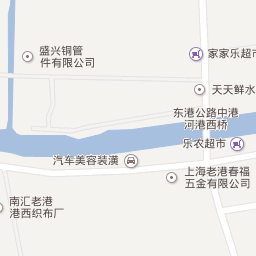 盛兴铜管
件有限公司
家家乐超市
天天鲜水
东港公路中港
河港西桥
乐农超市
汽车美容装潢
上海老港春福
五金有限公司
南汇老港
港西织布厂